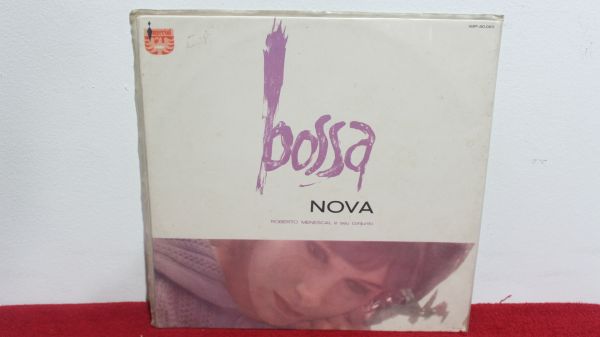 bossa
NOVA
ROBERTO MENESCAL e seu conjunto